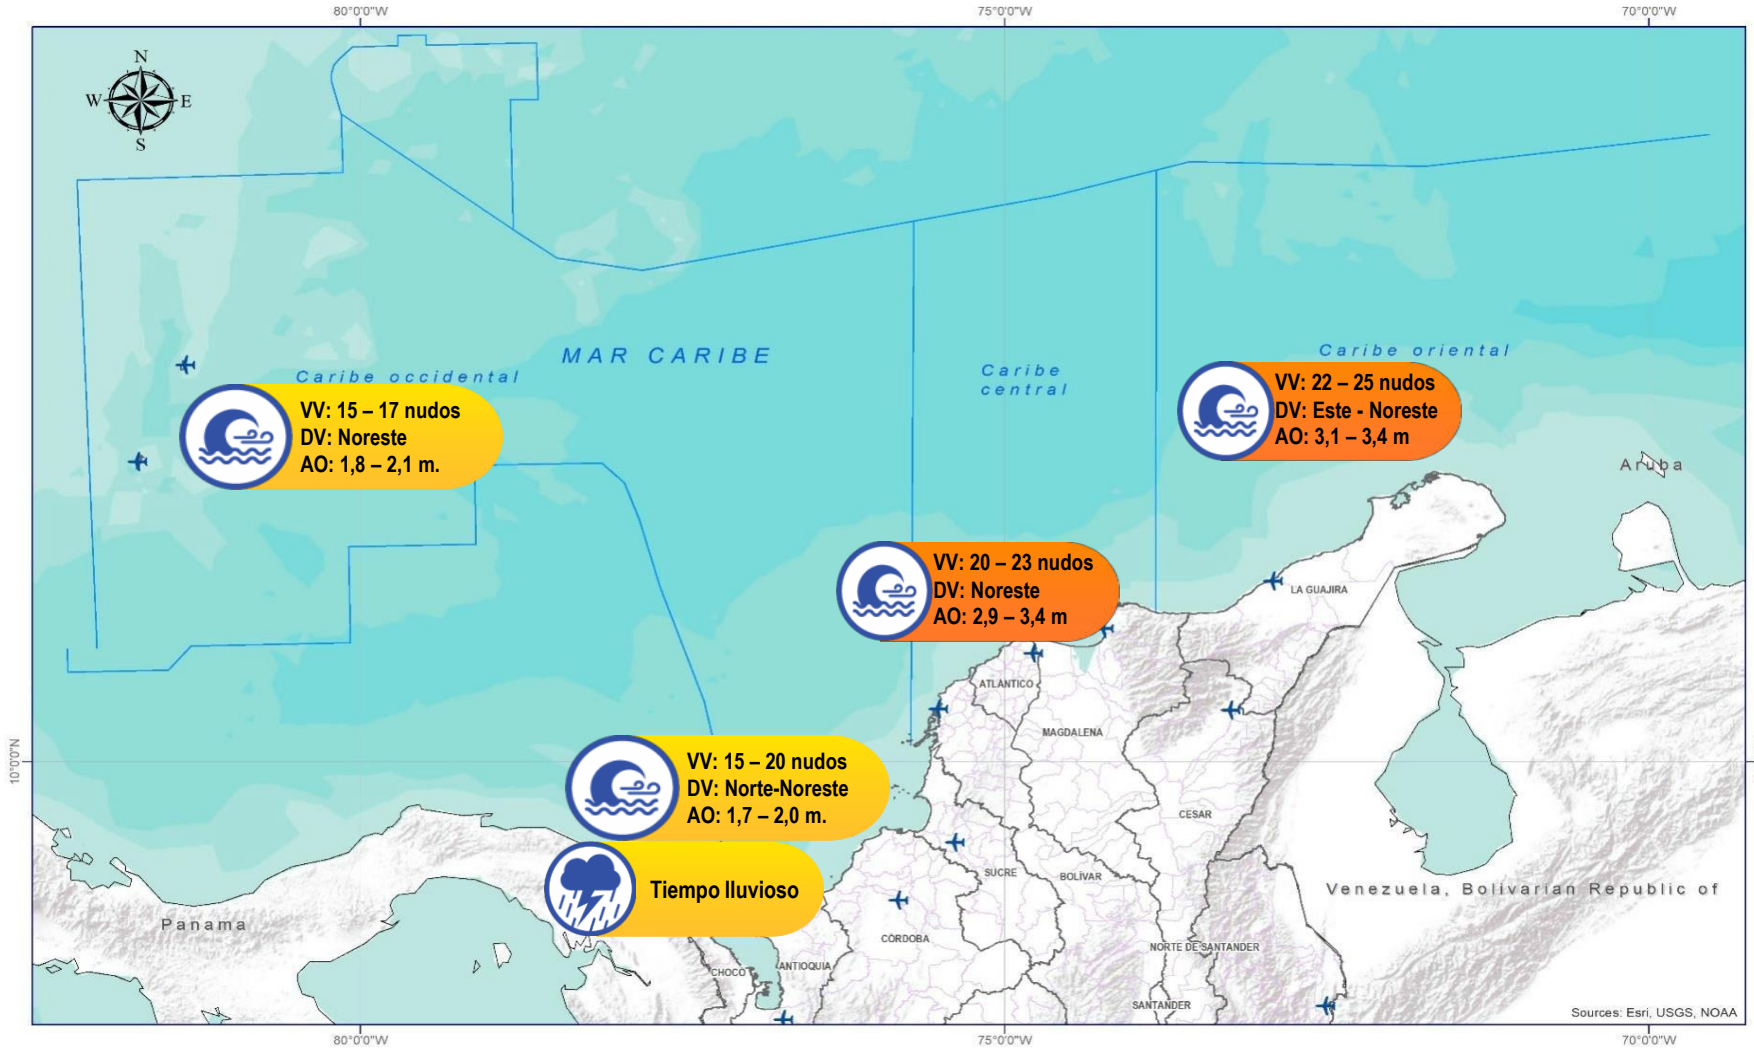 80°0'0"W
75°0'0"W
70°0'0"W
N
W
E
S
MAR CARIBE
Caribe occidental
Caribe
central
Caribe oriental
VV: 15 – 17 nudos
DV: Noreste
AO: 1,8 – 2,1 m.
VV: 22 – 25 nudos
DV: Este - Noreste
AO: 3,1 – 3,4 m
Aruba
VV: 20 – 23 nudos
DV: Noreste
AO: 2,9 – 3,4 m
LA GUAJIRA
ATLÁNTICO
MAGDALENA
10°0'0"N
VV: 15 – 20 nudos
DV: Norte-Noreste
AO: 1,7 – 2,0 m.
CESAR
Tiempo lluvioso
SUCRE
BOLÍVAR
Venezuela, Bolivarian Republic of
Panama
CÓRDOBA
NORTE DE SANTANDER
CHOCÓ
ANTIOQUIA
SANTANDER
Sources: Esri, USGS, NOAA
80°0'0"W
75°0'0"W
70°0'0"W